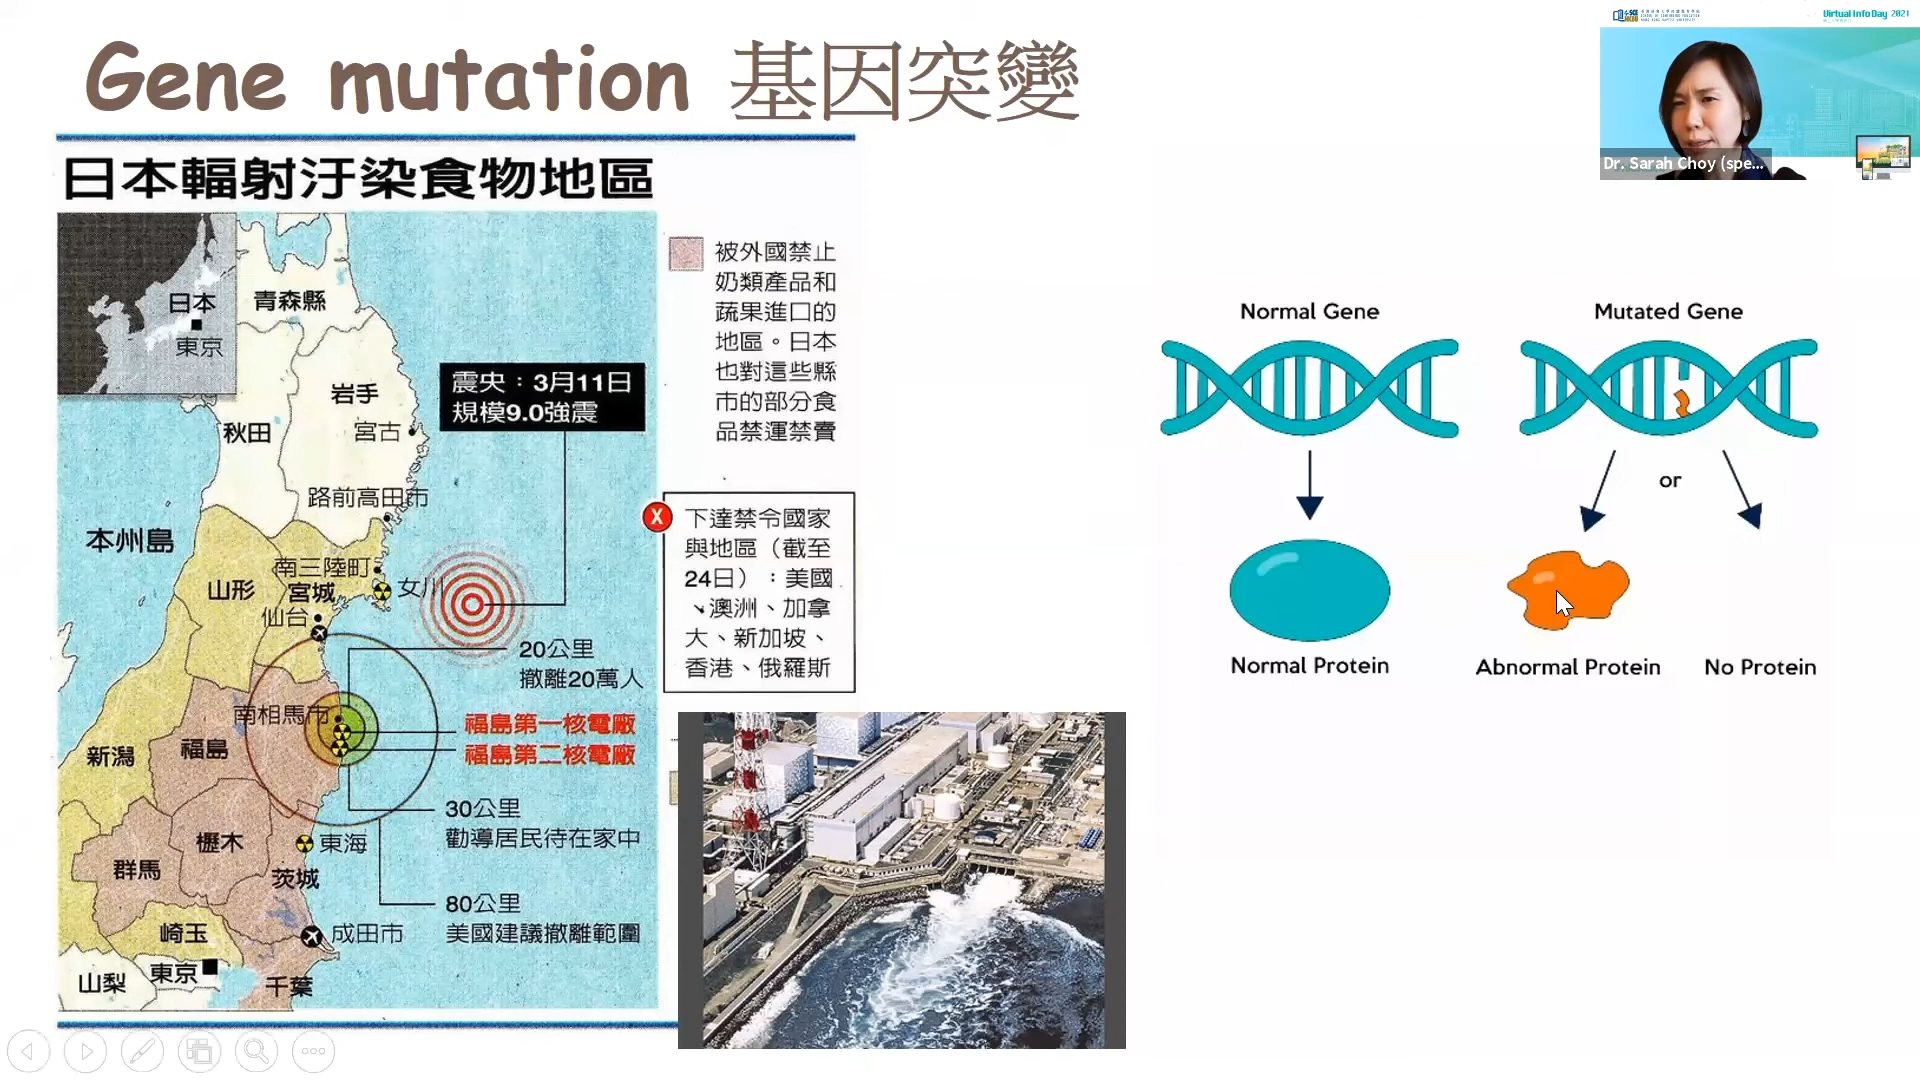 Gene mutation 基因突變
Virtual Info Day 2021
Dr. Sarah Choy (spe...
日本輻射汙染食物地區
日本
東京
青森縣
岩手
宮古
秋田
路前高田市
本州島
南三陸町
山形
宮城
女川
仙台
南相馬市
新潟
福島
櫪木
東海
群馬
茨城
崎玉
成田市
山梨
東京
千葉
震央：3月11日
規模9.0強震
20公里
撤離20萬人
福島第一核電廠
福島第二核電廠
30公里
勸導居民待在家中
80公里
美國建議撤離範圍
被外國禁止
奶類產品和
蔬果進口的
地區。日本
也對這些縣
市的部分食
品禁運禁賣
X
下達禁令國家
與地區（截至
24日）：美國
、澳洲、加拿
大、新加坡、
香港、俄羅斯
Normal Gene
Mutated Gene
or
Normal Protein
Abnormal Protein
No Protein